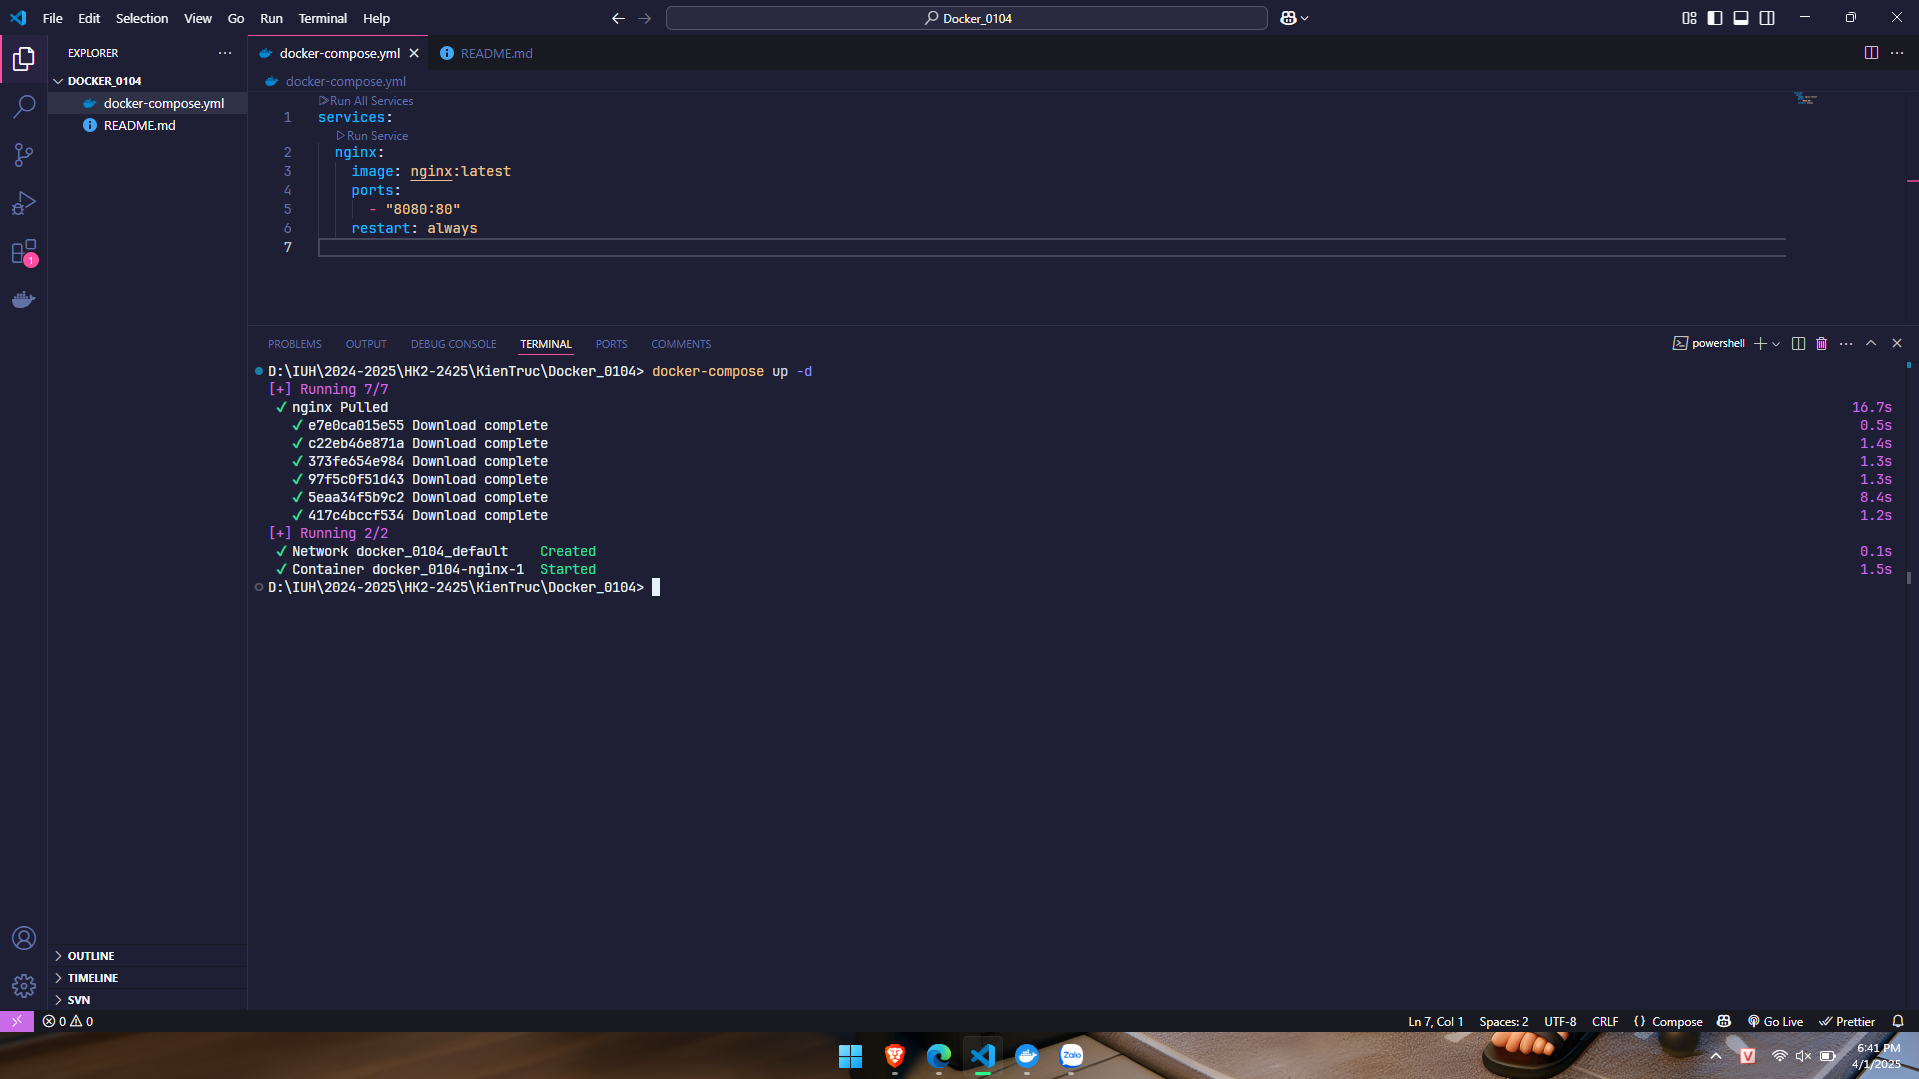 File Edit Selection View Go Run Terminal Help
Docker_0104
EXPLORER
DOCKER_0104
docker-compose.yml
README.md
docker-compose.yml
README.md
docker-compose.yml
Run All Services
1 services:
Run Service
2 nginx:
3 image: nginx:latest
4 ports:
5 - "8080:80"
6 restart: always
7
1
PROBLEMS OUTPUT DEBUG CONSOLE TERMINAL PORTS COMMENTS
powershell
D:\IUH\2024-2025\HK2-2425\KienTruc\Docker_0104> docker-compose up -d
[+] Running 7/7
✓ nginx Pulled 16.7s
✓ e7e0ca015e55 Download complete 0.5s
✓ c22eb46e871a Download complete 1.4s
✓ 373fe654e984 Download complete 1.3s
✓ 97f5c0f51d43 Download complete 1.3s
✓ 5eaa34f5b9c2 Download complete 8.4s
✓ 417c4bccf534 Download complete 1.2s
[+] Running 2/2
✓ Network docker_0104_default Created 0.1s
✓ Container docker_0104-nginx-1 Started 1.5s
D:\IUH\2024-2025\HK2-2425\KienTruc\Docker_0104>
OUTLINE
TIMELINE
SVN
0 0
Ln 7, Col 1 Spaces: 2 UTF-8 CRLF {} Compose Go Live Prettier
Zalo
V
6:41 PM
4/1/2025